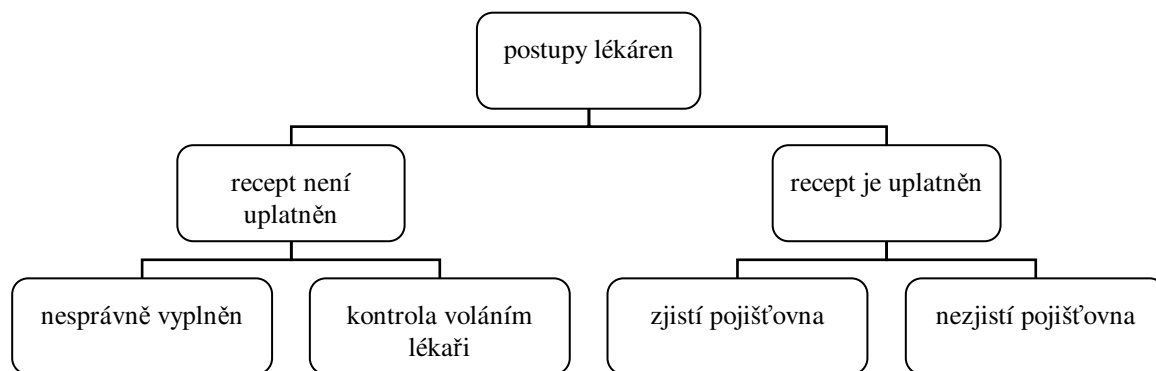 postupy lékáren
recept není
uplatněn
recept je uplatněn
nesprávně vyplněn
kontrola voláním
lékaři
zjistí pojišťovna
nezjistí pojišťovna